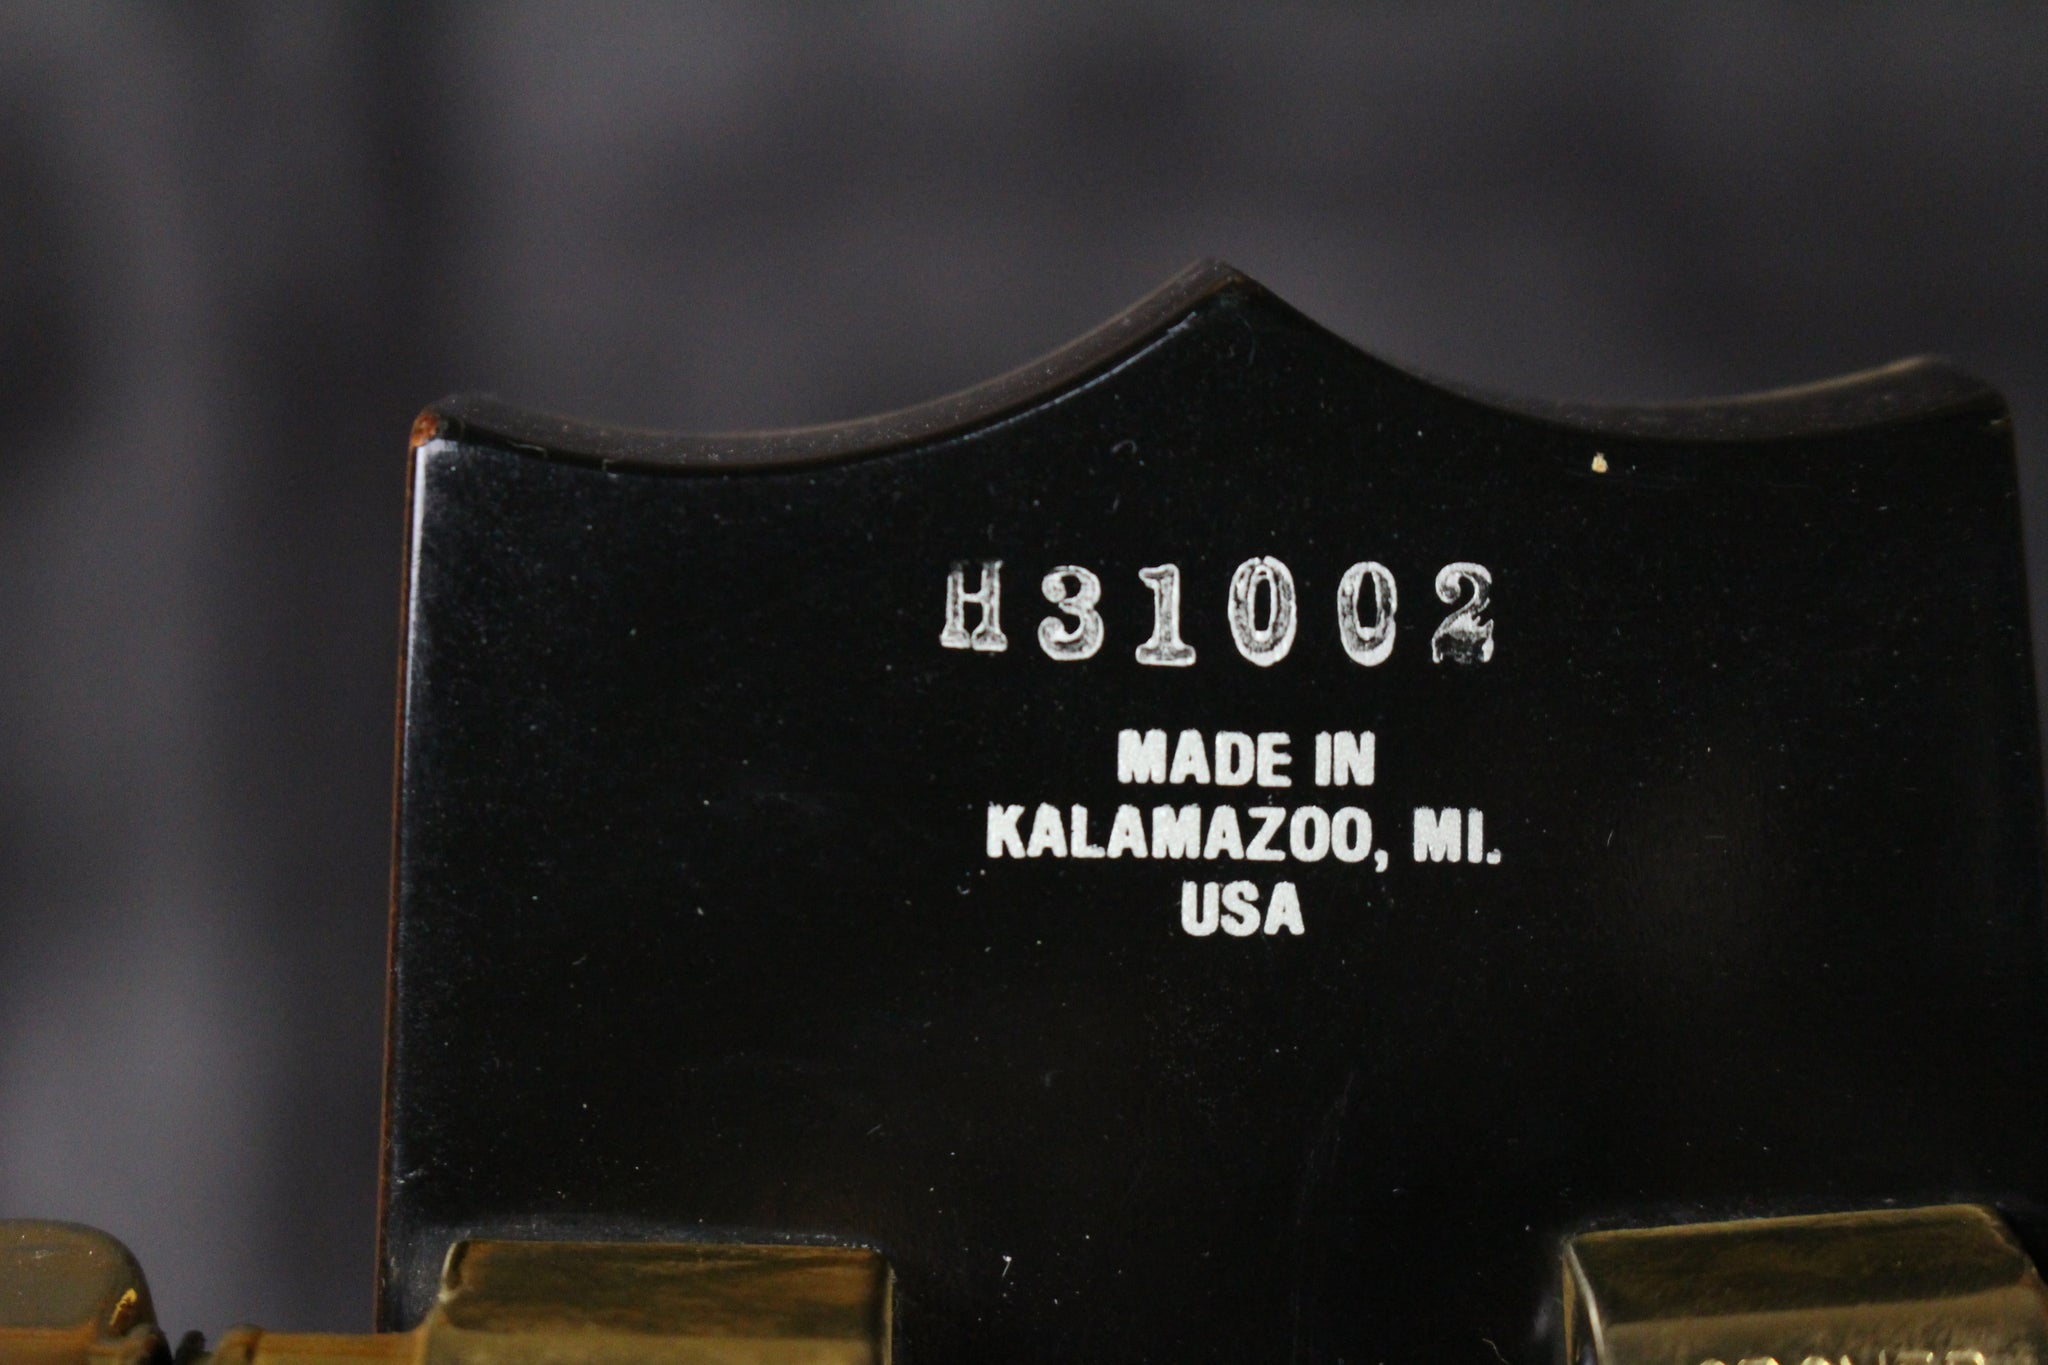 H31002
MADE IN
KALAMAZOO, MI.
USA